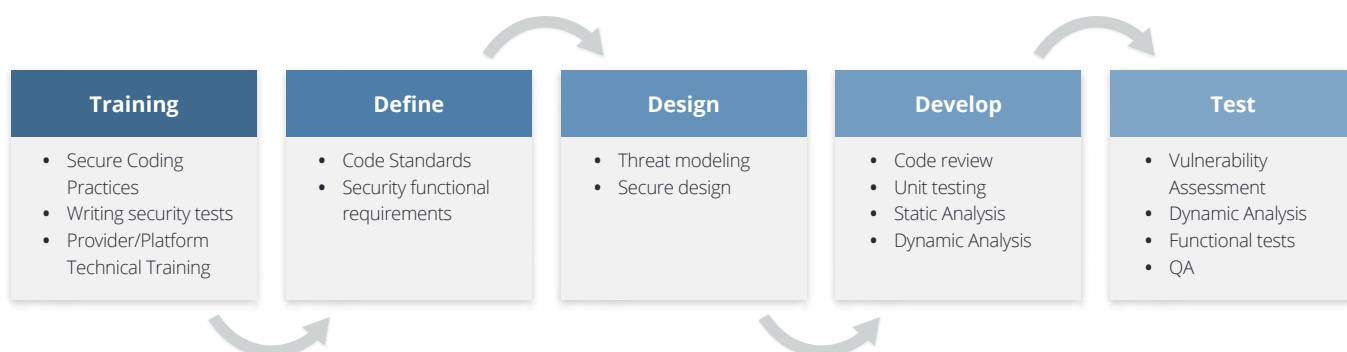 Training
• Secure Coding
Practices
• Writing security tests
• Provider/Platform
Technical Training
Define
• Code Standards
• Security functional
requirements
Design
• Threat modeling
• Secure design
Develop
• Code review
• Unit testing
• Static Analysis
• Dynamic Analysis
Test
• Vulnerability
Assessment
• Dynamic Analysis
• Functional tests
• QA